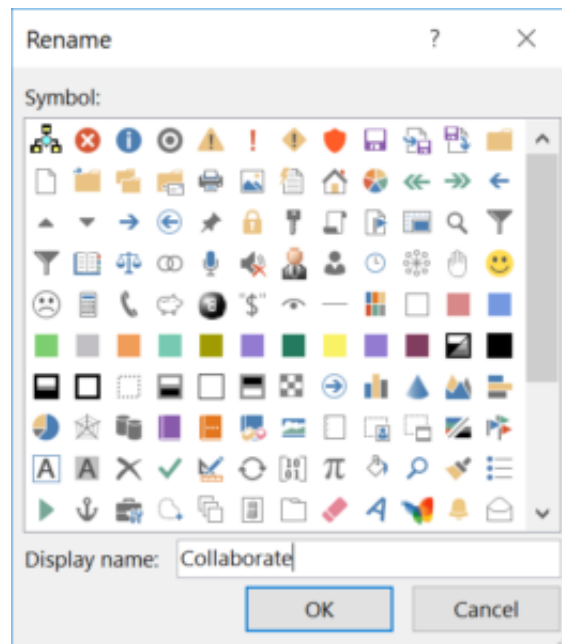 Rename ? ×
Symbol:
"$"
A A π A
Display name: Collaborate
OK Cancel